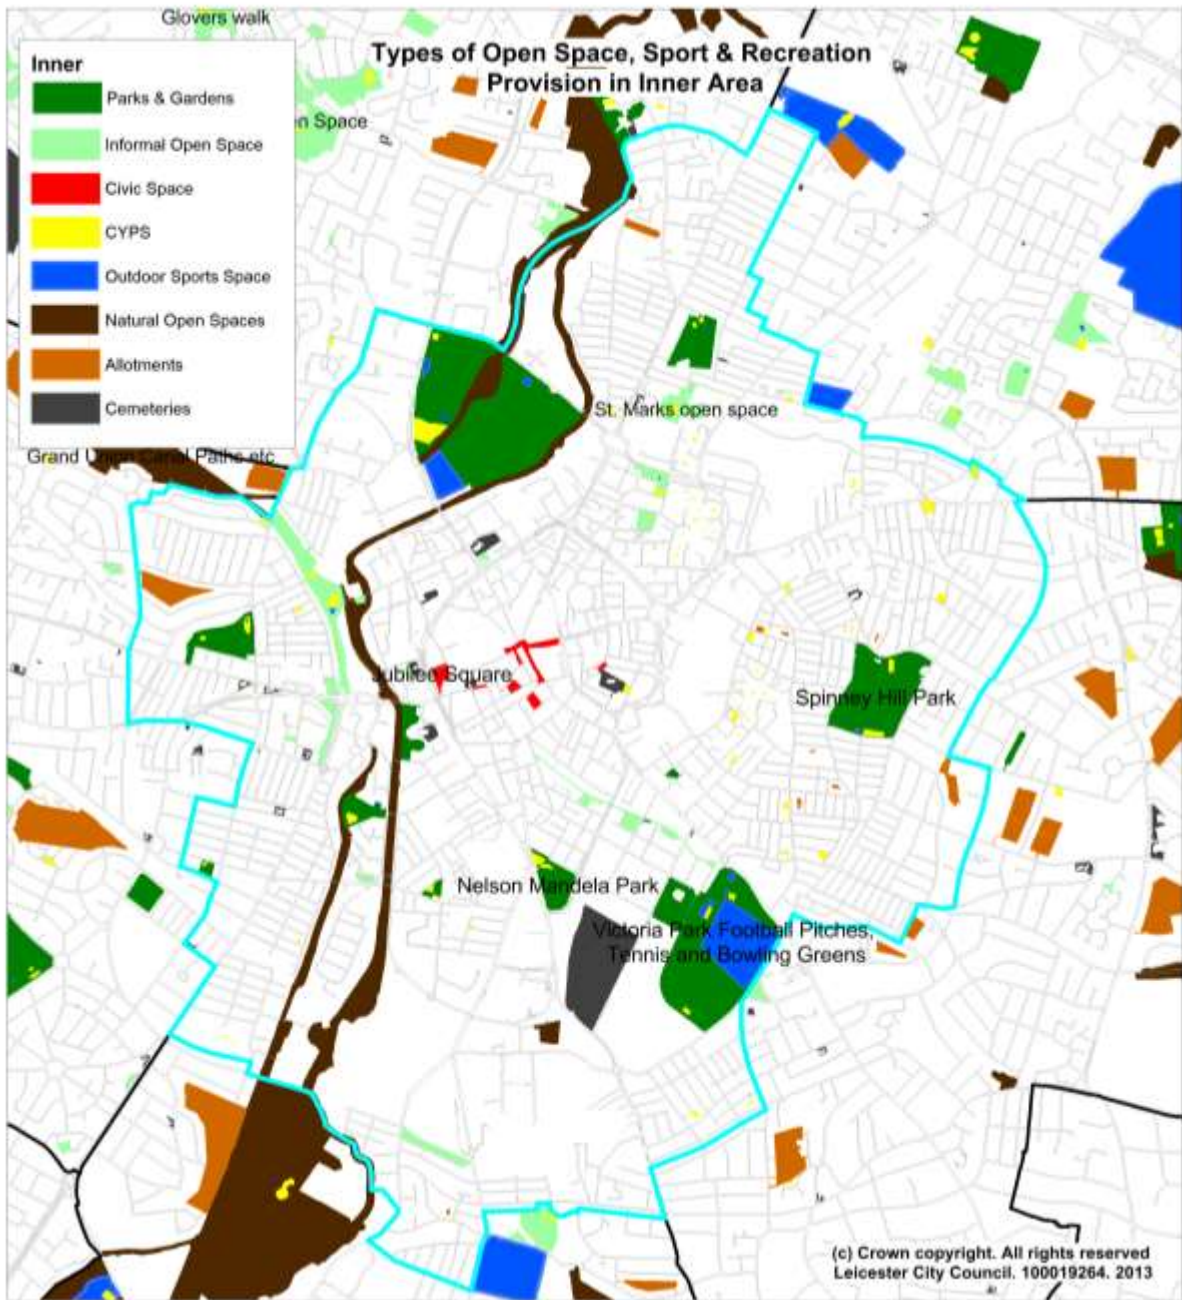 Glovers walk
Types of Open Space, Sport & Recreation
Provision in Inner Area
Inner
Parks & Gardens
Informal Open Space
Civic Space
CYPS
Outdoor Sports Space
Natural Open Spaces
Allotments
Cemeteries
Space
St. Marks open space
Grand Union Canal Paths etc
Jubilee Square
Spinney Hill Park
Nelson Mandela Park
Victoria Park Football Pitches,
Tennis and Bowling Greens
(c) Crown copyright. All rights reserved
Leicester City Council. 100019264. 2013